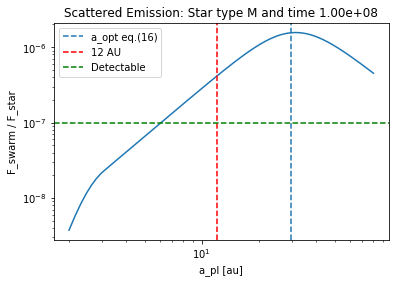 Scattered Emission: Star type M and time 1.00e+08
a_opt eq.(16)
12 AU
Detectable
F_swarm / F_star
10⁻⁶
10⁻⁷
10⁻⁸
10¹
a_pl [au]